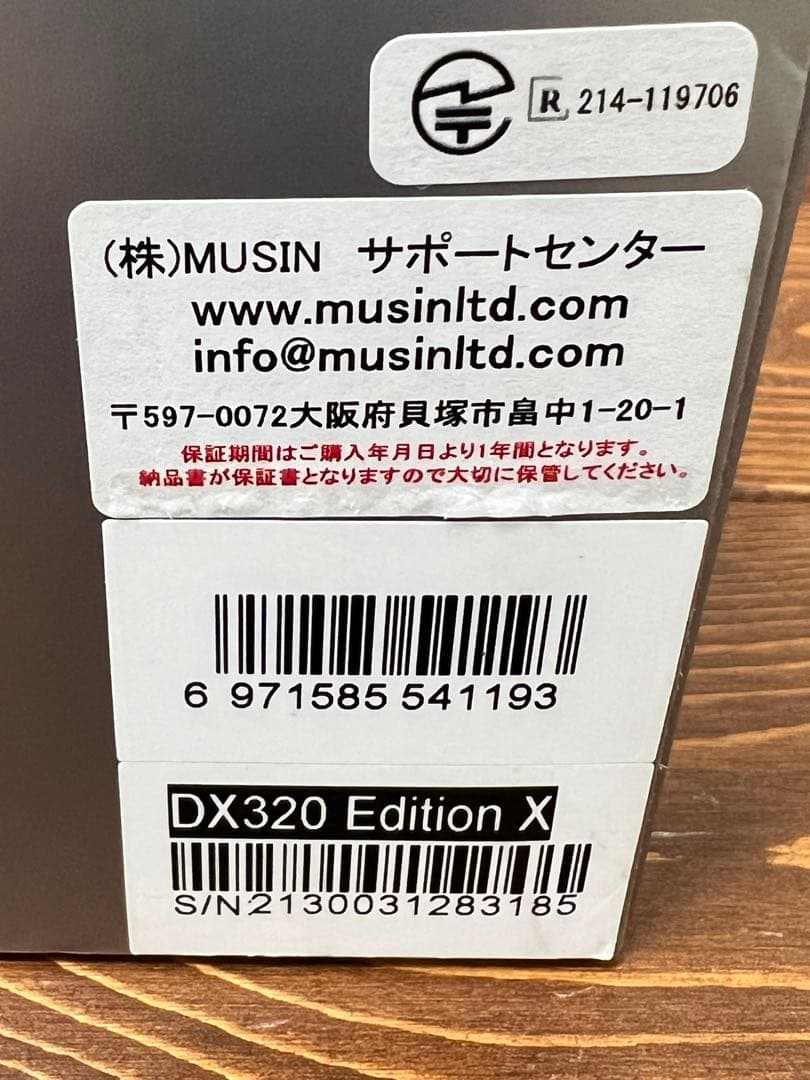 R 214-119706
(株)MUSIN サポートセンター
www.musinltd.com
info@musinltd.com
〒597-0072大阪府貝塚市畠中1-20-1
保証期間はご購入年月日より1年間となります。
納品書が保証書となりますので大切に保管してください。
6 971585 541193
DX320 Edition X
S/N:2130031283185